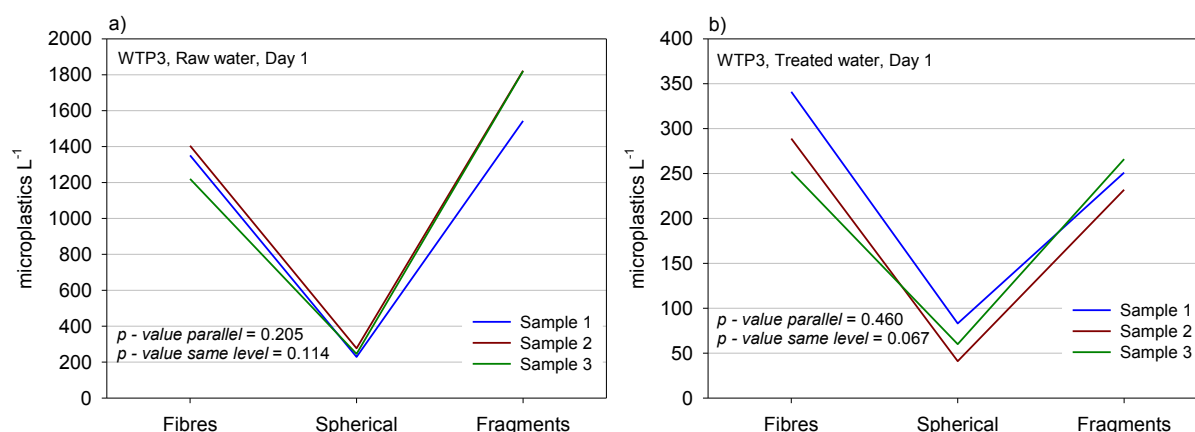 a)
WTP3, Raw water, Day 1
microplastics L⁻¹
2000
1800
1600
1400
1200
1000
800
600
400
200
0
p - value parallel = 0.205
p - value same level = 0.114
Sample 1
Sample 2
Sample 3
Fibres Spherical Fragments
b)
WTP3, Treated water, Day 1
microplastics L⁻¹
400
350
300
250
200
150
100
50
0
p - value parallel = 0.460
p - value same level = 0.067
Sample 1
Sample 2
Sample 3
Fibres Spherical Fragments